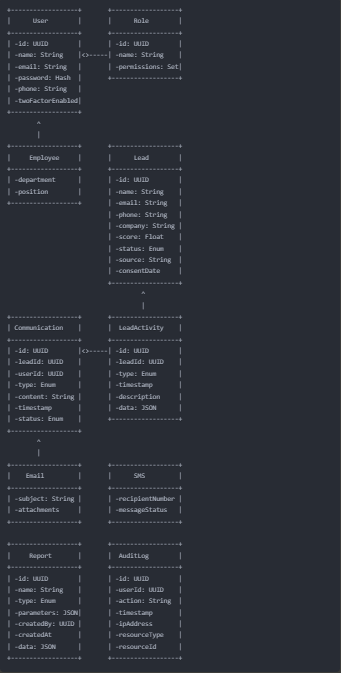 +------------------+       +------------------+
|      User        |       |      Role        |
+------------------+       +------------------+
| -id: UUID        |       | -id: UUID        |
| -name: String    |<>-----| -name: String    |
| -email: String   |       | -permissions: Set|
| -password: Hash  |       +------------------+
| -phone: String   |
| -twoFactorEnabled|
+------------------+
        ^
        |
+------------------+       +------------------+
|     Employee     |       |      Lead        |
+------------------+       +------------------+
| -department      |       | -id: UUID        |
| -position        |       | -name: String    |
+------------------+       | -email: String   |
                           | -phone: String   |
                           | -company: String |
                           | -score: Float    |
                           | -status: Enum    |
                           | -source: String  |
                           | -consentDate     |
                           +------------------+
                                   ^
                                   |
+------------------+       +------------------+
| Communication    |       |  LeadActivity    |
+------------------+       +------------------+
| -id: UUID        |<>-----| -id: UUID        |
| -leadId: UUID    |       | -leadId: UUID    |
| -userId: UUID    |       | -type: Enum      |
| -type: Enum      |       | -timestamp       |
| -content: String |       | -description     |
| -timestamp       |       | -data: JSON      |
| -status: Enum    |       +------------------+
+------------------+
        ^
        |
+------------------+       +------------------+
|     Email        |       |      SMS         |
+------------------+       +------------------+
| -subject: String |       | -recipientNumber |
| -attachments     |       | -messageStatus   |
+------------------+       +------------------+
+------------------+       +------------------+
|     Report       |       |  AuditLog        |
+------------------+       +------------------+
| -id: UUID        |       | -id: UUID        |
| -name: String    |       | -userId: UUID    |
| -type: Enum      |       | -action: String  |
| -parameters: JSON|       | -timestamp       |
| -createdBy: UUID |       | -ipAddress       |
| -createdAt       |       | -resourceType    |
| -data: JSON      |       | -resourceId      |
+------------------+       +------------------+